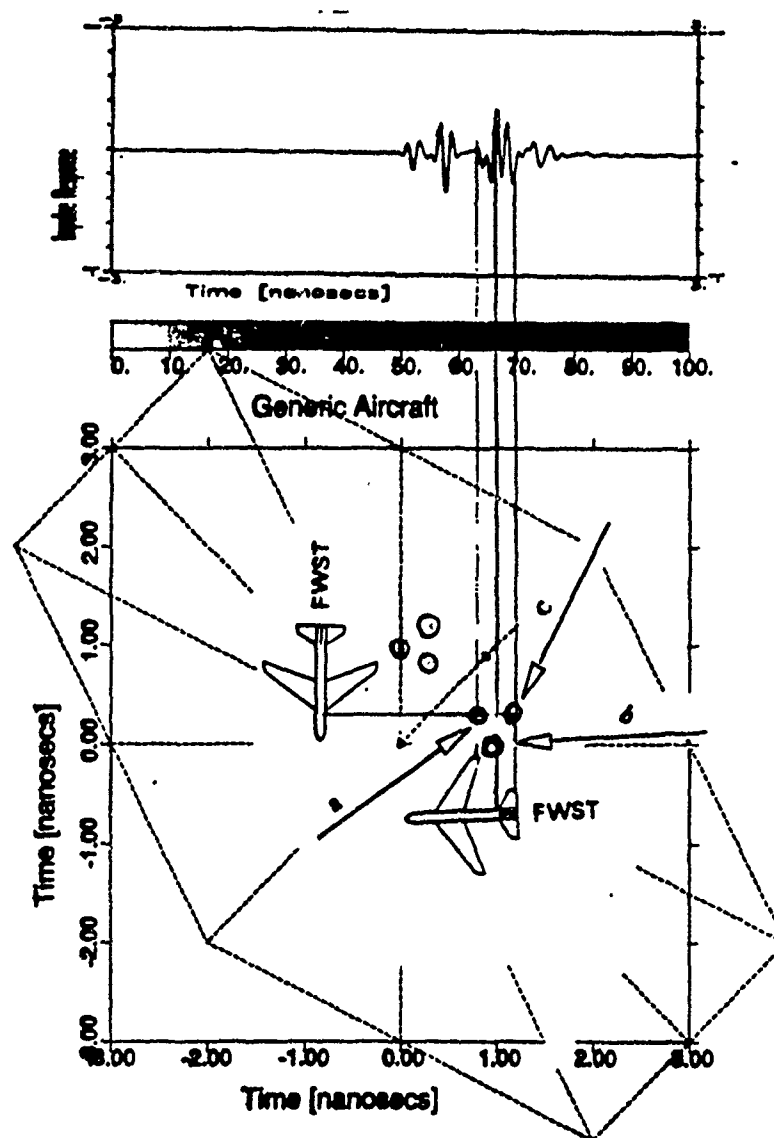 Time [nanosecs]
0. 10. 20. 30. 40. 50. 60. 70. 80. 90. 100.
Generic Aircraft
3.00
2.00
FWST
c
1.00
a
0.00
b
a
FWST
-1.00
Time [nanosecs]
-2.00
-2.00 -1.00 0.00 1.00 2.00 3.00
Time [nanosecs]